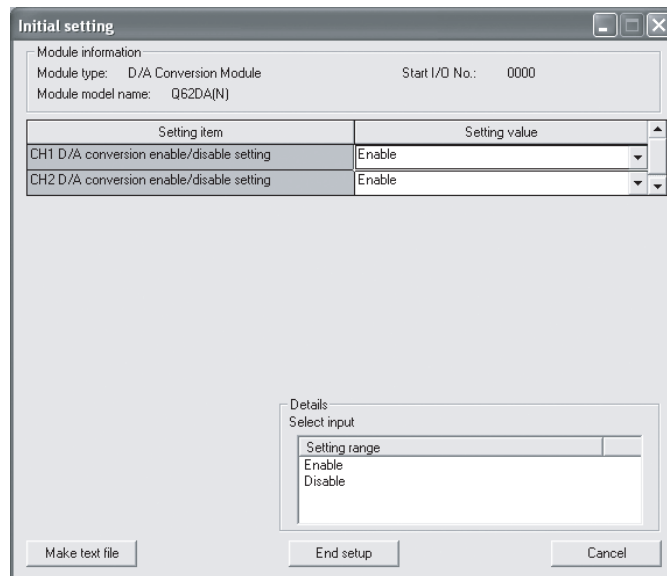 Initial setting
Module information
Module type: D/A Conversion Module Start I/O No.: 0000
Module model name: Q62DA(N)
Setting item Setting value
CH1 D/A conversion enable/disable setting Enable
CH2 D/A conversion enable/disable setting Enable
Details
Select input
Setting range
Enable
Disable
Make text file End setup Cancel